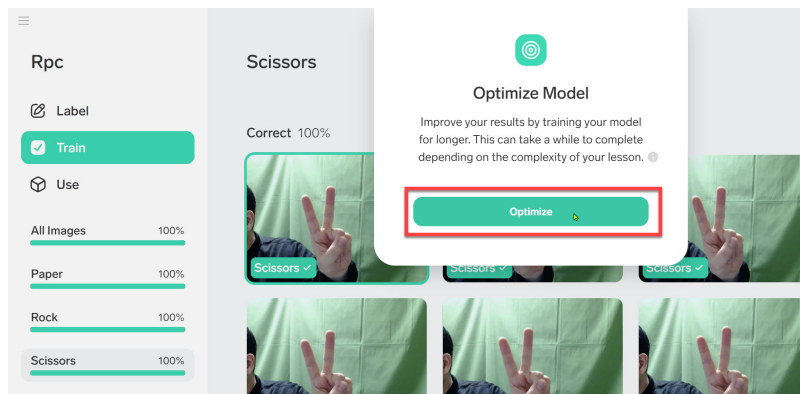 Rpc
Label
Train
Use
All Images 100%
Paper 100%
Rock 100%
Scissors 100%
Scissors
Correct 100%
Scissors ✓
Scissors ✓
Scissors ✓
Optimize Model
Improve your results by training your model
for longer. This can take a while to complete
depending on the complexity of your lesson.
Optimize